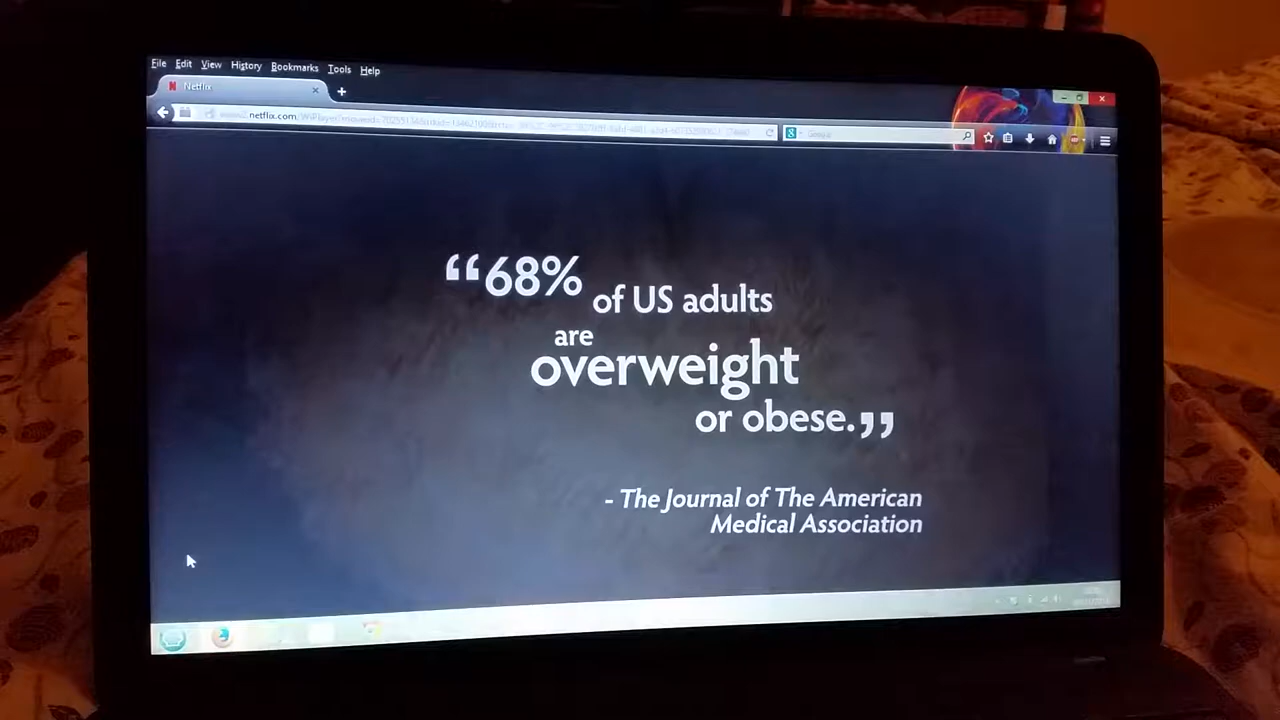 File Edit View History Bookmarks Tools Help
Netflix
netflix.com
Google
“68%
of US adults
are
overweight
or obese.”
- The Journal of The American
Medical Association